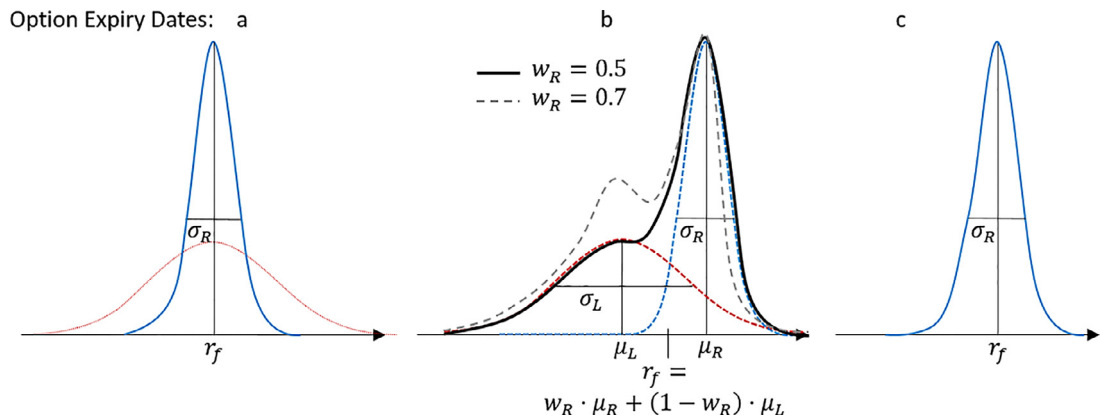 Option Expiry Dates: a b c
w_R = 0.5
w_R = 0.7
σ_R
σ_R
σ_R
σ_L
r_f
μ_L
μ_R
r_f
r_f =
w_R · μ_R + (1 − w_R) · μ_L